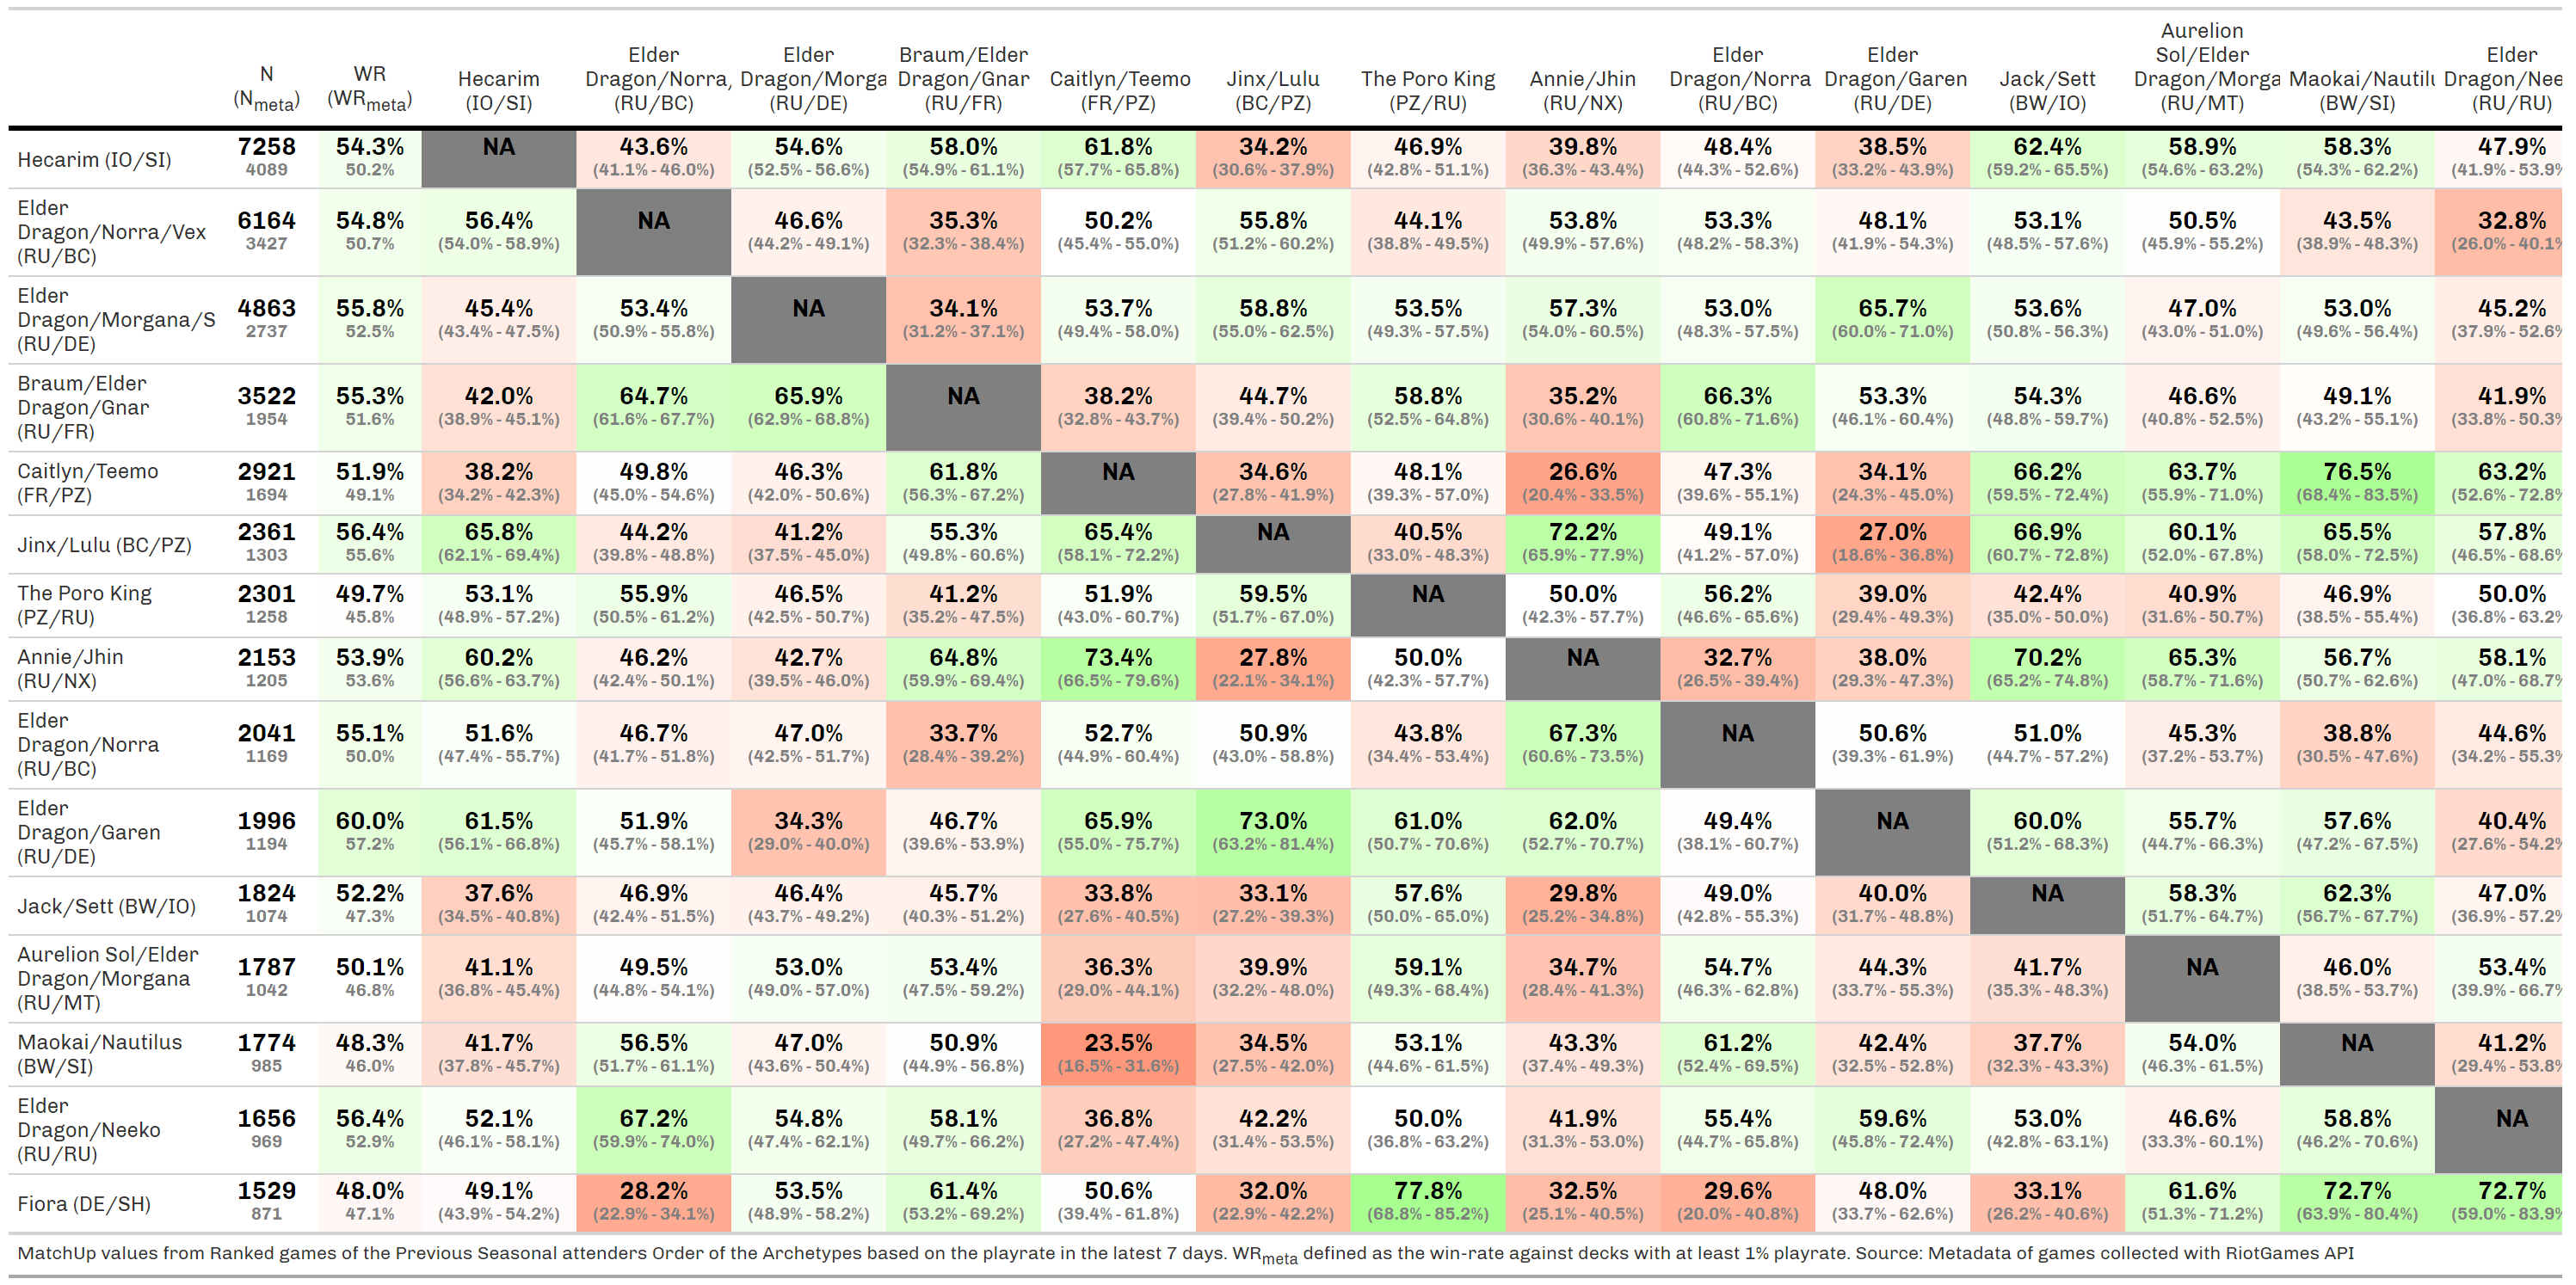 N WR Hecarim Elder Elder Braum/Elder Caitlyn/Teemo Jinx/Lulu The Poro King Annie/Jhin Elder Elder Jack/Sett Aurelion Maokai/Nautilu Elder
(Nmeta) (WRmeta) (IO/SI) Dragon/Norra, Dragon/Morga Dragon/Gnar (FR/PZ) (BC/PZ) (PZ/RU) (RU/NX) Dragon/Norra Dragon/Garen (BW/IO) Sol/Elder (BW/SI) Dragon/Nee
(RU/BC) (RU/DE) (RU/FR) (RU/BC) (RU/DE) Dragon/Morga (RU/RU)
(RU/MT)
Hecarim (IO/SI) 7258 54.3% NA 43.6% 54.6% 58.0% 61.8% 34.2% 46.9% 39.8% 48.4% 38.5% 62.4% 58.9% 58.3% 47.9%
4089 50.2% (41.1% - 46.0%) (52.5% - 56.6%) (54.9% - 61.1%) (57.7% - 65.8%) (30.6% - 37.9%) (42.8% - 51.1%) (36.3% - 43.4%) (44.3% - 52.6%) (33.2% - 43.9%) (59.2% - 65.5%) (54.6% - 63.2%) (54.3% - 62.2%) (41.9% - 53.9%
Elder
Dragon/Norra/Vex
(RU/BC)
6164 54.8% 56.4% NA 46.6% 35.3% 50.2% 55.8% 44.1% 53.8% 53.3% 48.1% 53.1% 50.5% 43.5% 32.8%
3427 50.7% (54.0% - 58.9%) (44.2% - 49.1%) (32.3% - 38.4%) (45.4% - 55.0%) (51.2% - 60.2%) (38.8% - 49.5%) (49.9% - 57.6%) (48.2% - 58.3%) (41.9% - 54.3%) (48.5% - 57.6%) (45.9% - 55.2%) (38.9% - 48.3%) (26.0% - 40.1%
Elder
Dragon/Morgana/S
(RU/DE)
4863 55.8% 45.4% 53.4% NA 34.1% 53.7% 58.8% 53.5% 57.3% 53.0% 65.7% 53.6% 47.0% 53.0% 45.2%
2737 52.5% (43.4% - 47.5%) (50.9% - 55.8%) (31.2% - 37.1%) (49.4% - 58.0%) (55.0% - 62.5%) (49.3% - 57.5%) (54.0% - 60.5%) (48.3% - 57.5%) (60.0% - 71.0%) (50.8% - 56.3%) (43.0% - 51.0%) (49.6% - 56.4%) (37.9% - 52.6%
Braum/Elder
Dragon/Gnar
(RU/FR)
3522 55.3% 42.0% 64.7% 65.9% NA 38.2% 44.7% 58.8% 35.2% 66.3% 53.3% 54.3% 46.6% 49.1% 41.9%
1954 51.6% (38.9% - 45.1%) (61.6% - 67.7%) (62.9% - 68.8%) (32.8% - 43.7%) (39.4% - 50.2%) (52.5% - 64.8%) (30.6% - 40.1%) (60.8% - 71.6%) (46.1% - 60.4%) (48.8% - 59.7%) (40.8% - 52.5%) (43.2% - 55.1%) (33.8% - 50.3%
Caitlyn/Teemo
(FR/PZ)
2921 51.9% 38.2% 49.8% 46.3% 61.8% NA 34.6% 48.1% 26.6% 47.3% 34.1% 66.2% 63.7% 76.5% 63.2%
1694 49.1% (34.2% - 42.3%) (45.0% - 54.6%) (42.0% - 50.6%) (56.3% - 67.2%) (27.8% - 41.9%) (39.3% - 57.0%) (20.4% - 33.5%) (39.6% - 55.1%) (24.3% - 45.0%) (59.5% - 72.4%) (55.9% - 71.0%) (68.4% - 83.5%) (52.6% - 72.8%
Jinx/Lulu (BC/PZ) 2361 56.4% 65.8% 44.2% 41.2% 55.3% 65.4% NA 40.5% 72.2% 49.1% 27.0% 66.9% 60.1% 65.5% 57.8%
1303 55.6% (62.1% - 69.4%) (39.8% - 48.8%) (37.5% - 45.0%) (49.8% - 60.6%) (58.1% - 72.2%) (33.0% - 48.3%) (65.9% - 77.9%) (41.2% - 57.0%) (18.6% - 36.8%) (60.7% - 72.8%) (52.0% - 67.8%) (58.0% - 72.5%) (46.5% - 68.6%
The Poro King
(PZ/RU)
2301 49.7% 53.1% 55.9% 46.5% 41.2% 51.9% 59.5% NA 50.0% 56.2% 39.0% 42.4% 40.9% 46.9% 50.0%
1258 45.8% (48.9% - 57.2%) (50.5% - 61.2%) (42.5% - 50.7%) (35.2% - 47.5%) (43.0% - 60.7%) (51.7% - 67.0%) (42.3% - 57.7%) (46.6% - 65.6%) (29.4% - 49.3%) (35.0% - 50.0%) (31.6% - 50.7%) (38.5% - 55.4%) (36.8% - 63.2%
Annie/Jhin
(RU/NX)
2153 53.9% 60.2% 46.2% 42.7% 64.8% 73.4% 27.8% 50.0% NA 32.7% 38.0% 70.2% 65.3% 56.7% 58.1%
1205 53.6% (56.6% - 63.7%) (42.4% - 50.1%) (39.5% - 46.0%) (59.9% - 69.4%) (66.5% - 79.6%) (22.1% - 34.1%) (42.3% - 57.7%) (26.5% - 39.4%) (29.3% - 47.3%) (65.2% - 74.8%) (58.7% - 71.6%) (50.7% - 62.6%) (47.0% - 68.7%
Elder
Dragon/Norra
(RU/BC)
2041 55.1% 51.6% 46.7% 47.0% 33.7% 52.7% 50.9% 43.8% 67.3% NA 50.6% 51.0% 45.3% 38.8% 44.6%
1169 50.0% (47.4% - 55.7%) (41.7% - 51.8%) (42.5% - 51.7%) (28.4% - 39.2%) (44.9% - 60.4%) (43.0% - 58.8%) (34.4% - 53.4%) (60.6% - 73.5%) (39.3% - 61.9%) (44.7% - 57.2%) (37.2% - 53.7%) (30.5% - 47.6%) (34.2% - 55.3%
Elder
Dragon/Garen
(RU/DE)
1996 60.0% 61.5% 51.9% 34.3% 46.7% 65.9% 73.0% 61.0% 62.0% 49.4% NA 60.0% 55.7% 57.6% 40.4%
1194 57.2% (56.1% - 66.8%) (45.7% - 58.1%) (29.0% - 40.0%) (39.6% - 53.9%) (55.0% - 75.7%) (63.2% - 81.4%) (50.7% - 70.6%) (52.7% - 70.7%) (38.1% - 60.7%) (51.2% - 68.3%) (44.7% - 66.3%) (47.2% - 67.5%) (27.6% - 54.2%
Jack/Sett (BW/IO) 1824 52.2% 37.6% 46.9% 46.4% 45.7% 33.8% 33.1% 57.6% 29.8% 49.0% 40.0% NA 58.3% 62.3% 47.0%
1074 47.3% (34.5% - 40.8%) (42.4% - 51.5%) (43.7% - 49.2%) (40.3% - 51.2%) (27.6% - 40.5%) (27.2% - 39.3%) (50.0% - 65.0%) (25.2% - 34.8%) (42.8% - 55.3%) (31.7% - 48.8%) (51.7% - 64.7%) (56.7% - 67.7%) (36.9% - 57.2%
Aurelion Sol/Elder
Dragon/Morgana
(RU/MT)
1787 50.1% 41.1% 49.5% 53.0% 53.4% 36.3% 39.9% 59.1% 34.7% 54.7% 44.3% 41.7% NA 46.0% 53.4%
1042 46.8% (36.8% - 45.4%) (44.8% - 54.1%) (49.0% - 57.0%) (47.5% - 59.2%) (29.0% - 44.1%) (32.2% - 48.0%) (49.3% - 68.4%) (28.4% - 41.3%) (46.3% - 62.8%) (33.7% - 55.3%) (35.3% - 48.3%) (38.5% - 53.7%) (39.9% - 66.7%
Maokai/Nautilus
(BW/SI)
1774 48.3% 41.7% 56.5% 47.0% 50.9% 23.5% 34.5% 53.1% 43.3% 61.2% 42.4% 37.7% 54.0% NA 41.2%
985 46.0% (37.8% - 45.7%) (51.7% - 61.1%) (43.6% - 50.4%) (44.9% - 56.8%) (16.5% - 31.6%) (27.5% - 42.0%) (44.6% - 61.5%) (37.4% - 49.3%) (52.4% - 69.5%) (32.5% - 52.8%) (32.3% - 43.3%) (46.3% - 61.5%) (29.4% - 53.8%
Elder
Dragon/Neeko
(RU/RU)
1656 56.4% 52.1% 67.2% 54.8% 58.1% 36.8% 42.2% 50.0% 41.9% 55.4% 59.6% 53.0% 46.6% 58.8% NA
969 52.9% (46.1% - 58.1%) (59.9% - 74.0%) (47.4% - 62.1%) (49.7% - 66.2%) (27.2% - 47.4%) (31.4% - 53.5%) (36.8% - 63.2%) (31.3% - 53.0%) (44.7% - 65.8%) (45.8% - 72.4%) (42.8% - 63.1%) (33.3% - 60.1%) (46.2% - 70.6%)
Fiora (DE/SH) 1529 48.0% 49.1% 28.2% 53.5% 61.4% 50.6% 32.0% 77.8% 32.5% 29.6% 48.0% 33.1% 61.6% 72.7% 72.7%
871 47.1% (43.9% - 54.2%) (22.9% - 34.1%) (48.9% - 58.2%) (53.2% - 69.2%) (39.4% - 61.8%) (22.9% - 42.2%) (68.8% - 85.2%) (25.1% - 40.5%) (20.0% - 40.8%) (33.7% - 62.6%) (26.2% - 40.6%) (51.3% - 71.2%) (63.9% - 80.4%) (59.0% - 83.9%
MatchUp values from Ranked games of the Previous Seasonal attenders Order of the Archetypes based on the playrate in the latest 7 days. WRmeta defined as the win-rate against decks with at least 1% playrate. Source: Metadata of games collected with RiotGames API